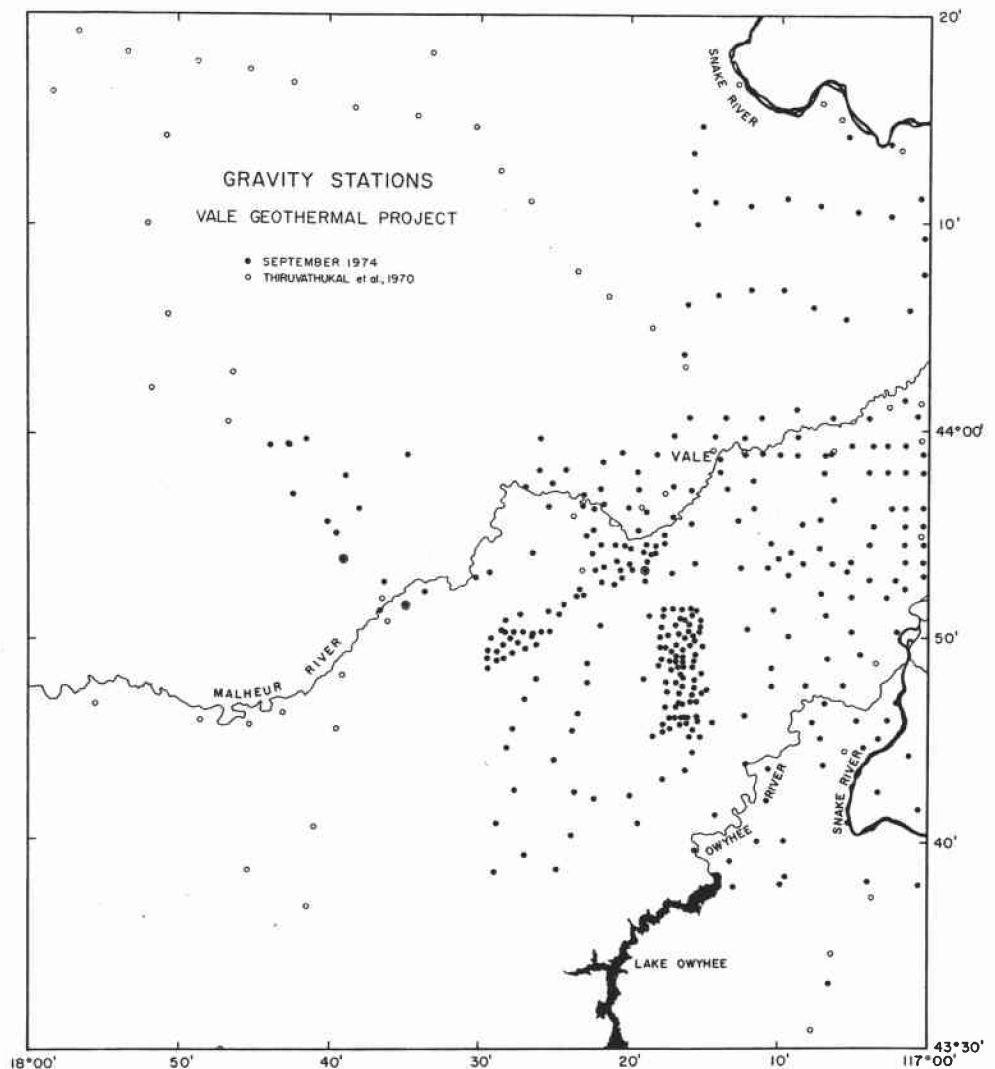 20'
SNAKE RIVER
GRAVITY STATIONS
VALE GEOTHERMAL PROJECT
10'
SEPTEMBER 1974
THIRUVATHUKAL et al., 1970
44°00'
VALE
50'
MALHEUR RIVER
SNAKE RIVER
OWYHEE RIVER
40'
LAKE OWYHEE
43°30'
18°00'
50'
40'
30'
20'
10'
117°00'